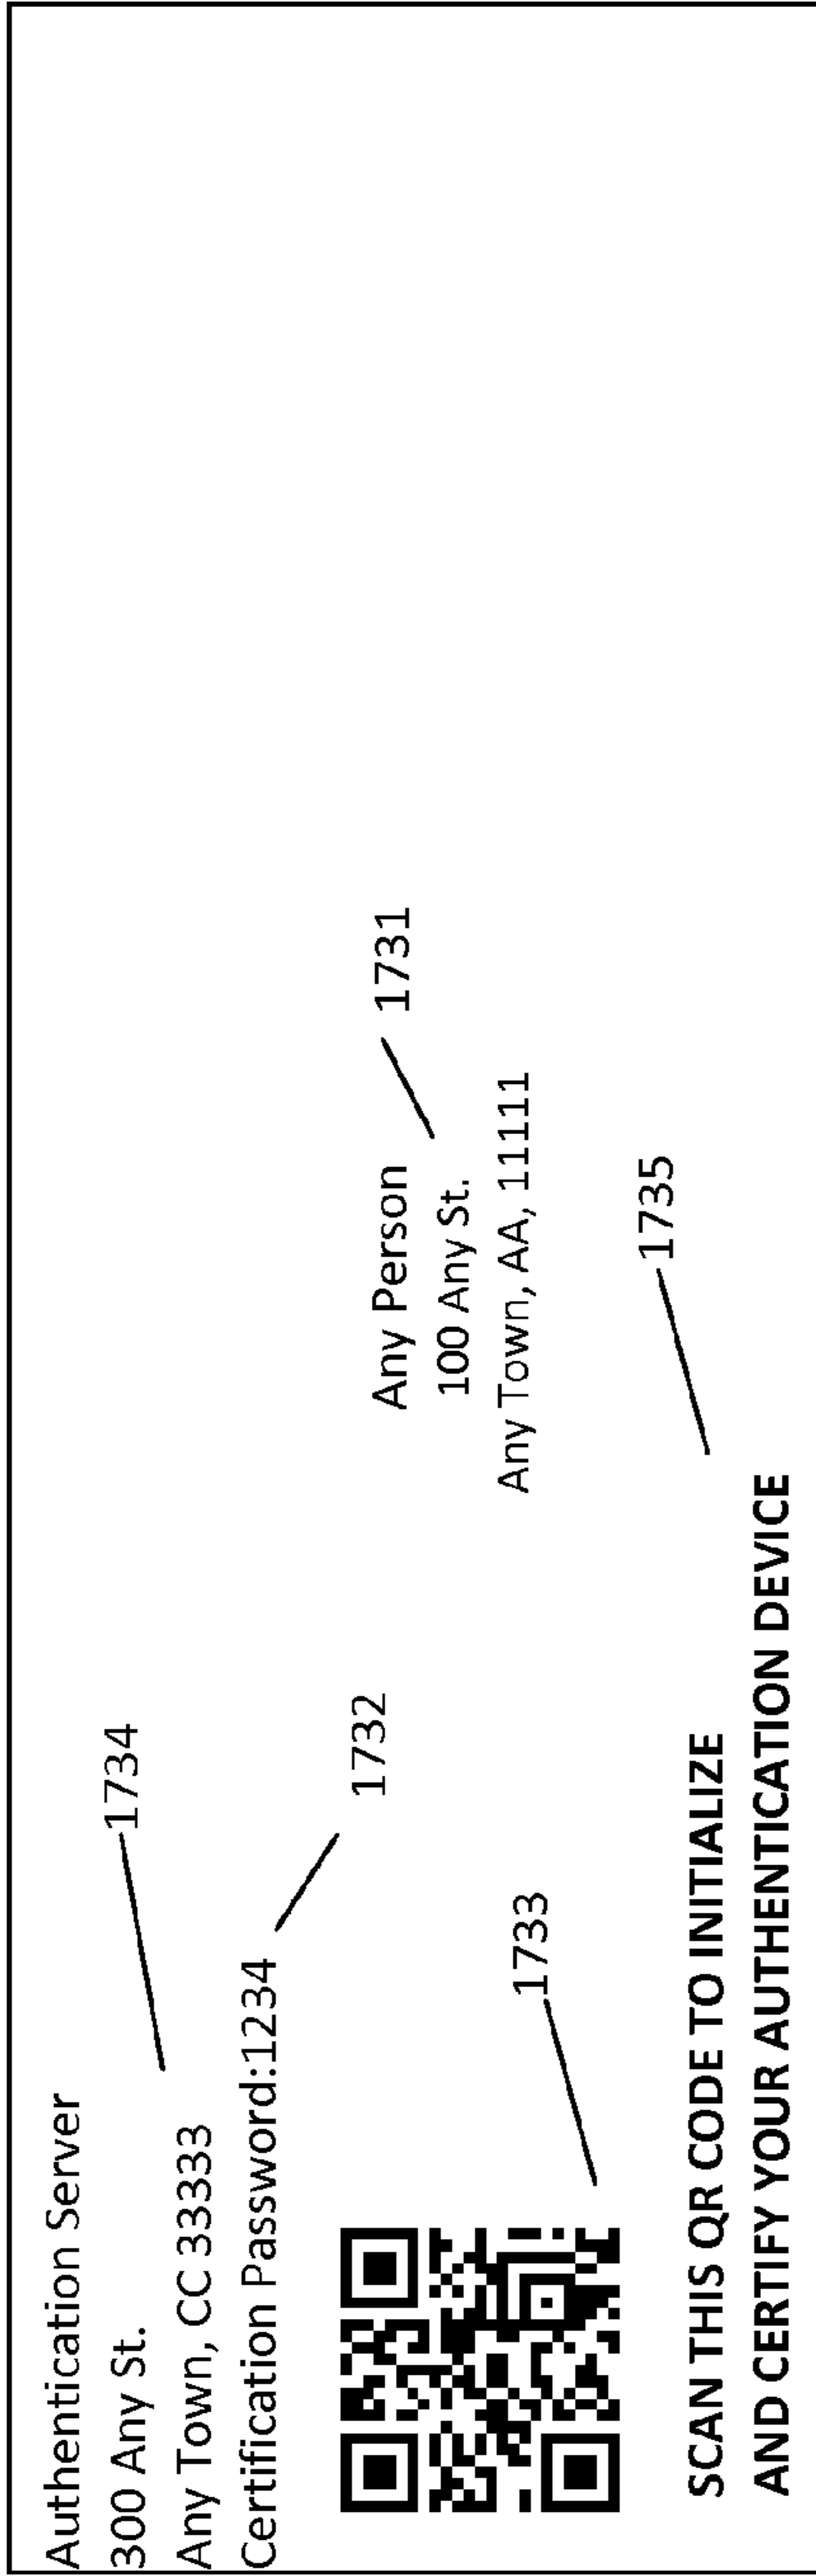 Authentication Server
300 Any St.
1734
Any Town, CC 33333
Certification Password:1234
1732
Any Person
1731
100 Any St.
Any Town, AA, 11111
1733
1735
SCAN THIS QR CODE TO INITIALIZE
AND CERTIFY YOUR AUTHENTICATION DEVICE